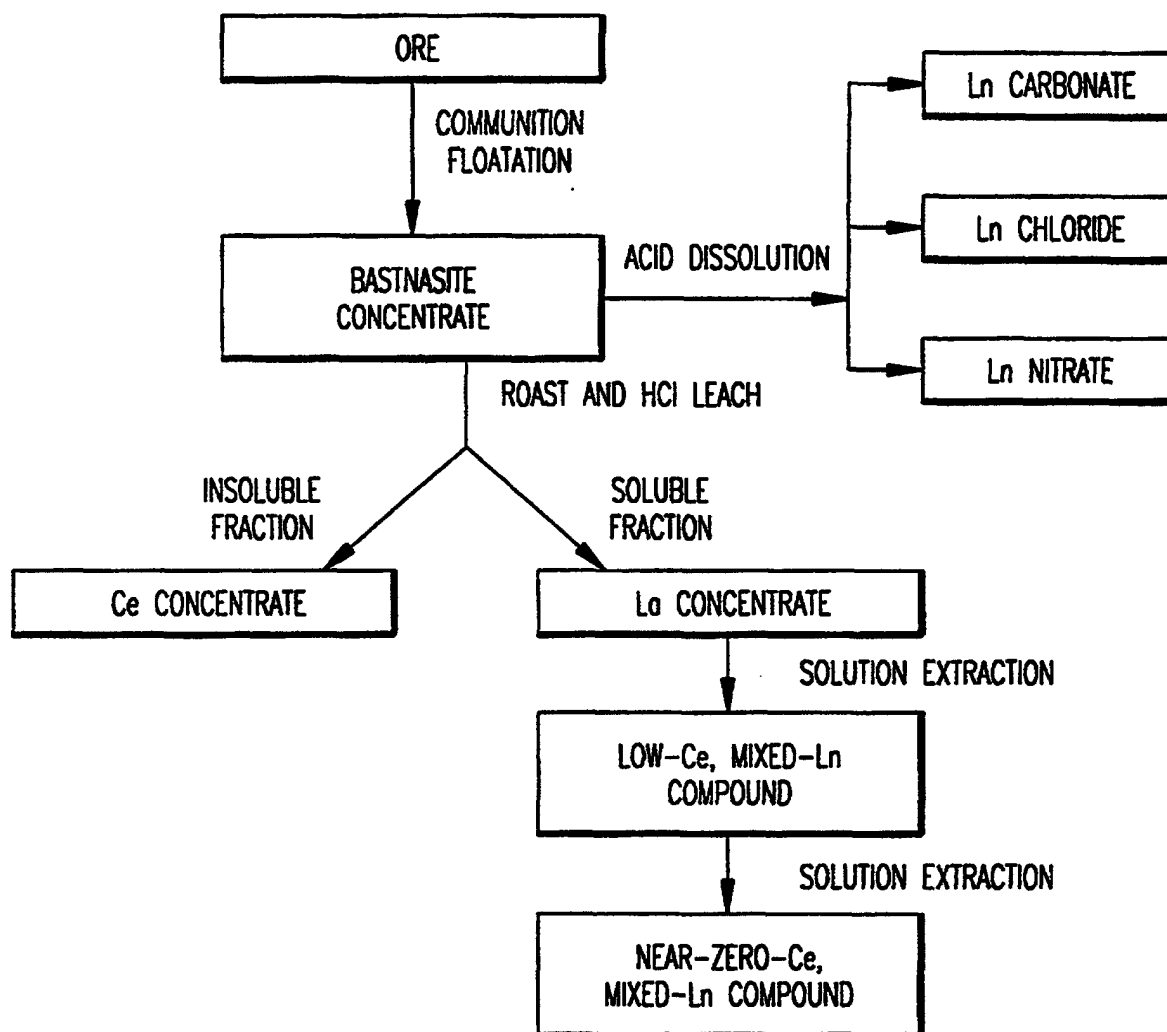 ORE
COMMUNITION
FLOATATION
BASTNASITE
CONCENTRATE
ACID DISSOLUTION
Ln CARBONATE
Ln CHLORIDE
Ln NITRATE
ROAST AND HCl LEACH
INSOLUBLE
FRACTION
SOLUBLE
FRACTION
Ce CONCENTRATE
La CONCENTRATE
SOLUTION EXTRACTION
LOW-Ce, MIXED-Ln
COMPOUND
SOLUTION EXTRACTION
NEAR-ZERO-Ce,
MIXED-Ln COMPOUND